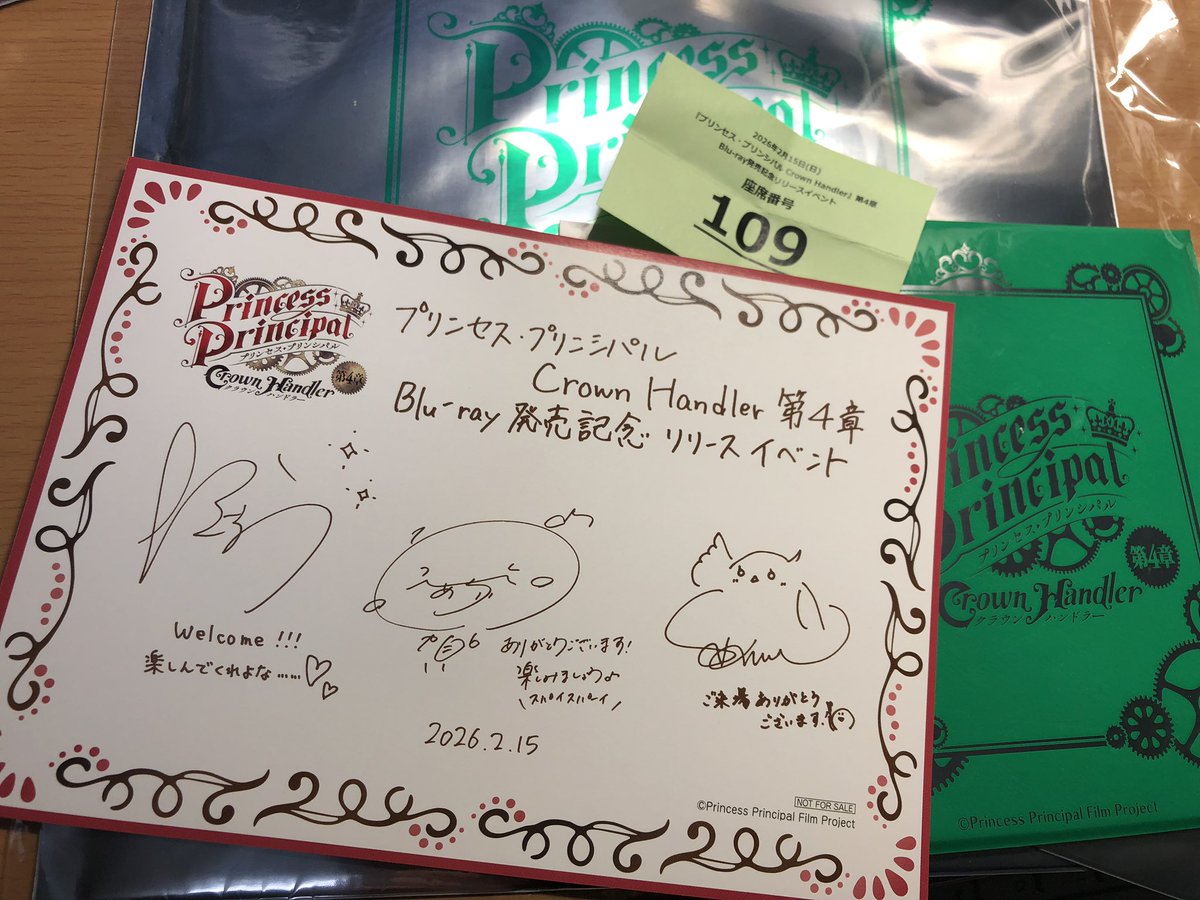 Princess
Principal
2026年2月15日(日)
『プリンセス・プリンシパル Crown Handler』第4章
Blu-ray発売記念リリースイベント
座席番号
109
Princess
Principal
プリンセス・プリンシパル
Crown Handler
クラウン ハンドラー
第4章
プリンセス・プリンシパル
Crown Handler 第4章
Blu-ray 発売記念 リリースイベント
Welcome!!!
楽しんでくれよな……♡♡
ありがとうございます!
楽しみましょうね
\スパイスパーイ/
ご来場ありがとう
ございます!
2026.2.15
NOT FOR SALE
©Princess Principal Film Project
Princess
Principal
プリンセス・プリンシパル
第4章
Crown Handler
クラウン ハンドラー
©Princess Principal Film Project